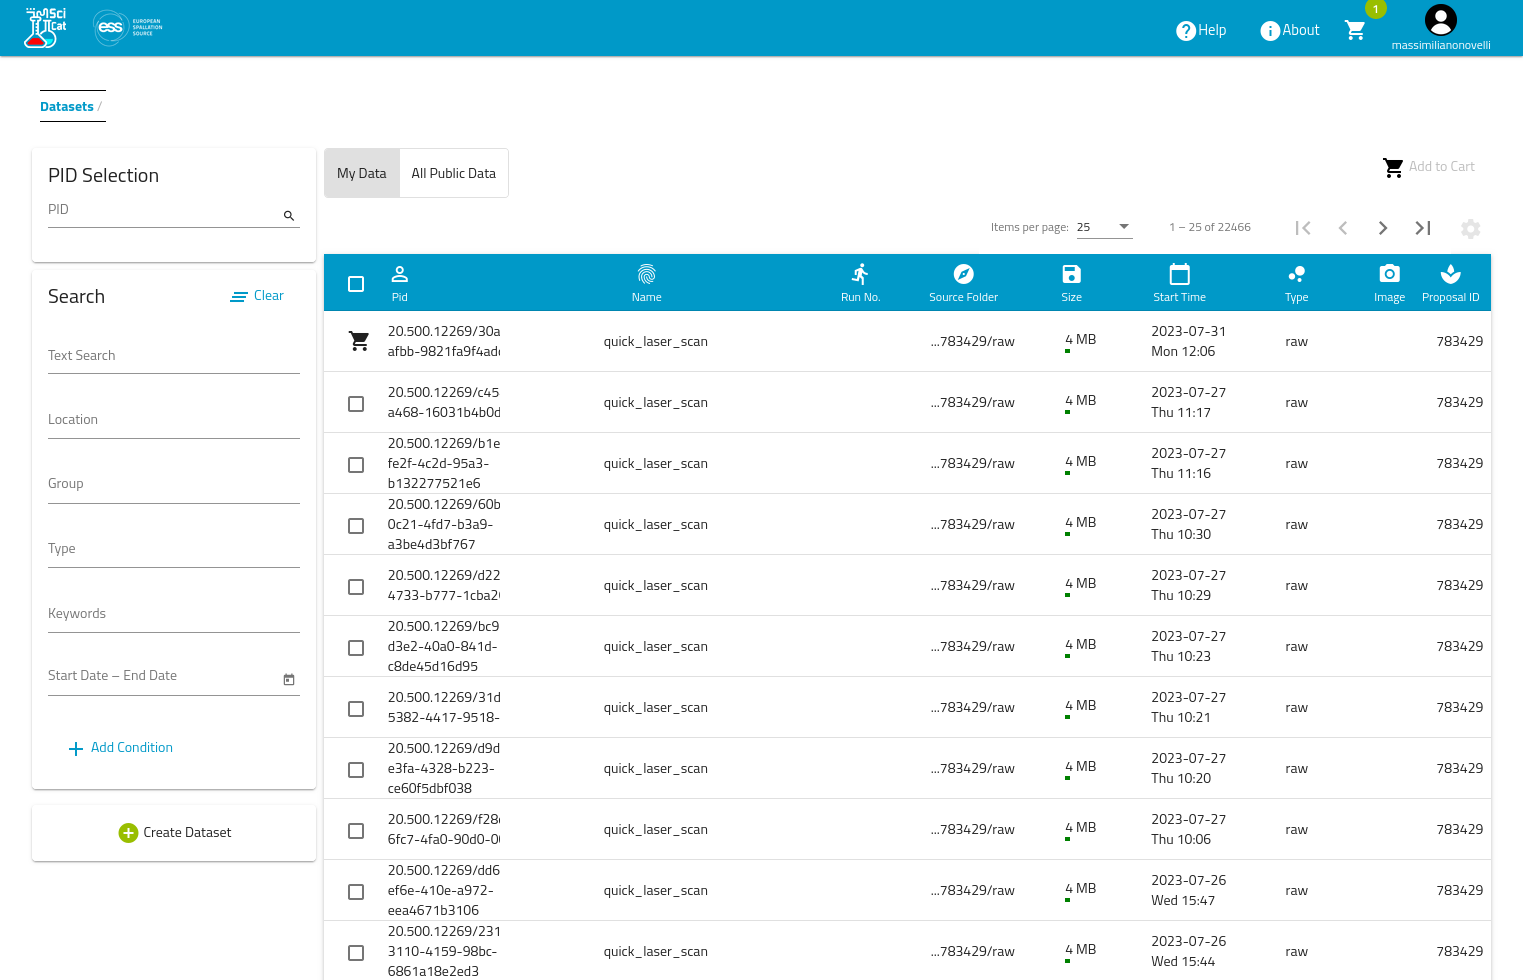 Sci
Cat
ess
EUROPEAN
SPALLATION
SOURCE
Help
About
1
massimilianonovelli
Datasets /
PID Selection
PID
My Data
All Public Data
Add to Cart
Items per page:
25
1 – 25 of 22466
Search
Clear
Text Search
Location
Group
Type
Keywords
Start Date – End Date
Add Condition
Create Dataset
Pid
Name
Run No.
Source Folder
Size
Start Time
Type
Image
Proposal ID
20.500.12269/30a
afbb-9821fa9f4ad
quick_laser_scan
...783429/raw
4 MB
2023-07-31
Mon 12:06
raw
783429
20.500.12269/c45
a468-16031b4b0d
quick_laser_scan
...783429/raw
4 MB
2023-07-27
Thu 11:17
raw
783429
20.500.12269/b1e
fe2f-4c2d-95a3-
b132277521e6
quick_laser_scan
...783429/raw
4 MB
2023-07-27
Thu 11:16
raw
783429
20.500.12269/60b
0c21-4fd7-b3a9-
a3be4d3bf767
quick_laser_scan
...783429/raw
4 MB
2023-07-27
Thu 10:30
raw
783429
20.500.12269/d22
4733-b777-1cba2
quick_laser_scan
...783429/raw
4 MB
2023-07-27
Thu 10:29
raw
783429
20.500.12269/bc9
d3e2-40a0-841d-
c8de45d16d95
quick_laser_scan
...783429/raw
4 MB
2023-07-27
Thu 10:23
raw
783429
20.500.12269/31d
5382-4417-9518-
quick_laser_scan
...783429/raw
4 MB
2023-07-27
Thu 10:21
raw
783429
20.500.12269/d9d
e3fa-4328-b223-
ce60f5dbf038
quick_laser_scan
...783429/raw
4 MB
2023-07-27
Thu 10:20
raw
783429
20.500.12269/f28
6fc7-4fa0-90d0-0
quick_laser_scan
...783429/raw
4 MB
2023-07-27
Thu 10:06
raw
783429
20.500.12269/dd6
ef6e-410e-a972-
eea4671b3106
quick_laser_scan
...783429/raw
4 MB
2023-07-26
Wed 15:47
raw
783429
20.500.12269/231
3110-4159-98bc-
6861a18e2ed3
quick_laser_scan
...783429/raw
4 MB
2023-07-26
Wed 15:44
raw
783429